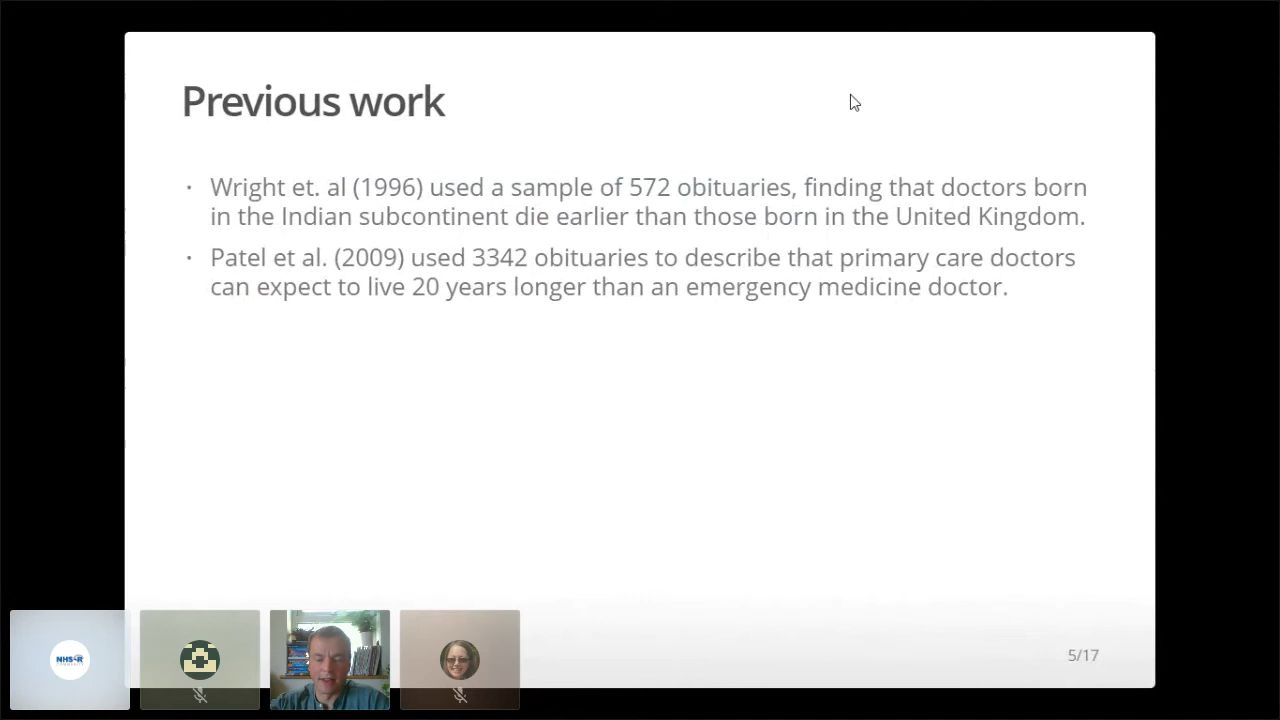 Previous work
· Wright et. al (1996) used a sample of 572 obituaries, finding that doctors born
in the Indian subcontinent die earlier than those born in the United Kingdom.
· Patel et al. (2009) used 3342 obituaries to describe that primary care doctors
can expect to live 20 years longer than an emergency medicine doctor.
NHS-R
COMMUNITY
5/17